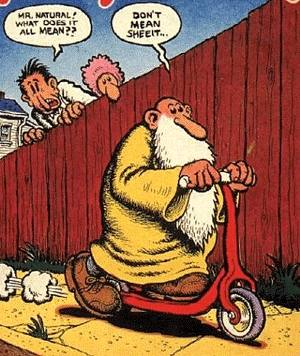 MR. NATURAL!
WHAT DOES IT
ALL MEAN??
DON'T
MEAN
SHEEIT...